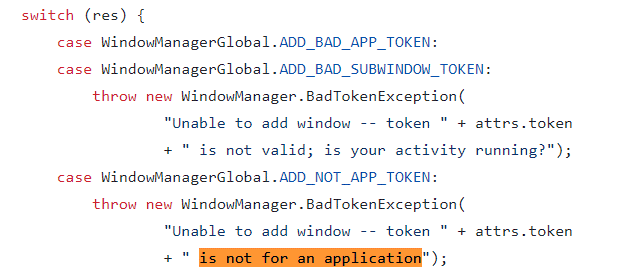 switch (res) {
case WindowManagerGlobal.ADD_BAD_APP_TOKEN:
case WindowManagerGlobal.ADD_BAD_SUBWINDOW_TOKEN:
throw new WindowManager.BadTokenException(
"Unable to add window -- token " + attrs.token
+ " is not valid; is your activity running?");
case WindowManagerGlobal.ADD_NOT_APP_TOKEN:
throw new WindowManager.BadTokenException(
"Unable to add window -- token " + attrs.token
+ " is not for an application");